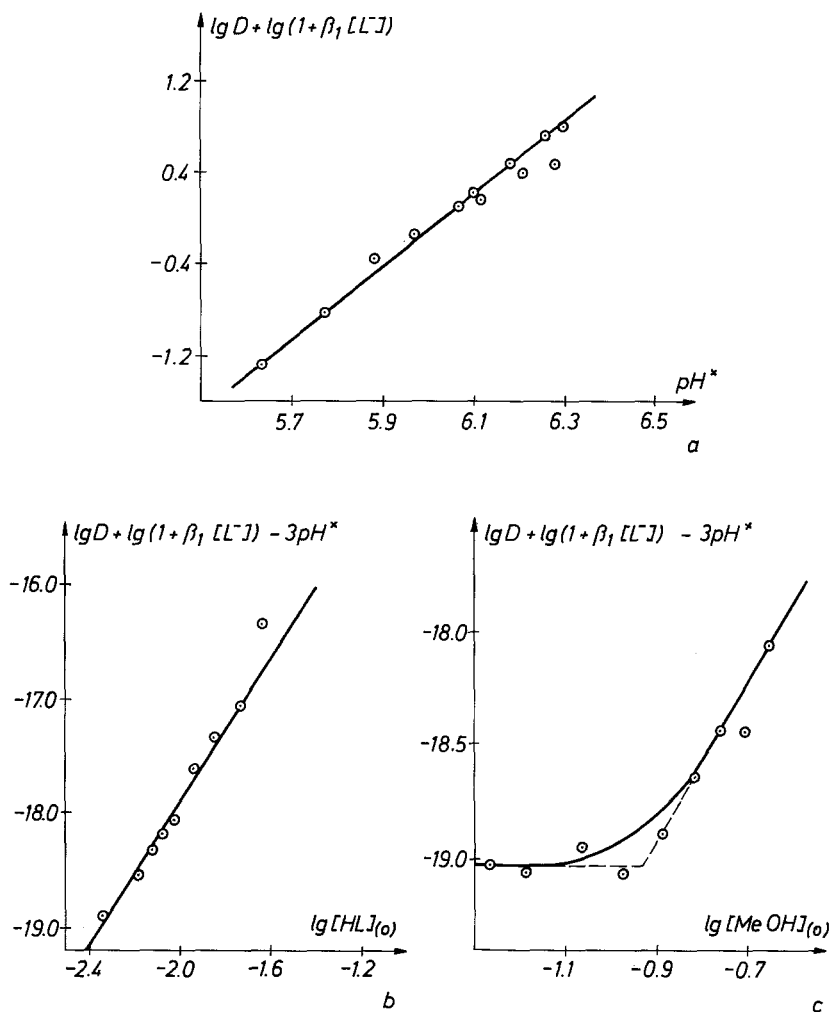 lg D + lg (1 + β₁ [L⁻])
1.2
0.4
−0.4
−1.2
pH*
5.7 5.9 6.1 6.3 6.5
a
lg D + lg (1 + β₁ [L⁻]) − 3pH*
−16.0
−17.0
−18.0
−19.0
lg [HL](o)
−2.4 −2.0 −1.6 −1.2
b
lg D + lg (1 + β₁ [L⁻]) − 3pH*
−18.0
−18.5
−19.0
lg [MeOH](o)
−1.1 −0.9 −0.7
c